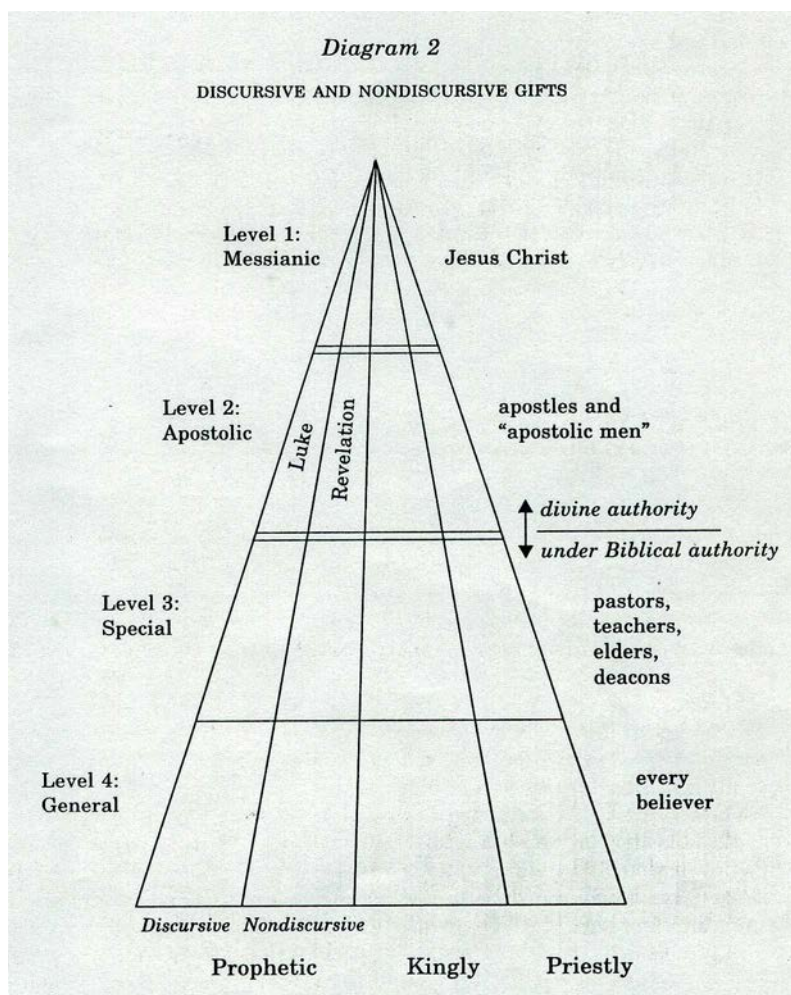 Diagram 2
DISCURSIVE AND NONDISCURSIVE GIFTS
Level 1:
Messianic
Jesus Christ
Level 2:
Apostolic
Luke
Revelation
apostles and
“apostolic men”
divine authority
under Biblical authority
Level 3:
Special
pastors,
teachers,
elders,
deacons
Level 4:
General
every
believer
Discursive Nondiscursive
Prophetic Kingly Priestly